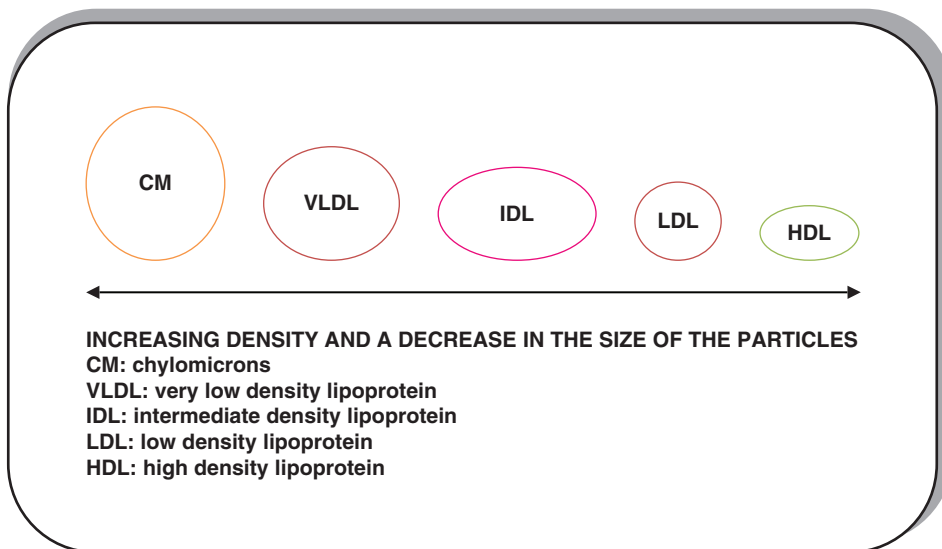 CM
VLDL
IDL
LDL
HDL
INCREASING DENSITY AND A DECREASE IN THE SIZE OF THE PARTICLES
CM: chylomicrons
VLDL: very low density lipoprotein
IDL: intermediate density lipoprotein
LDL: low density lipoprotein
HDL: high density lipoprotein